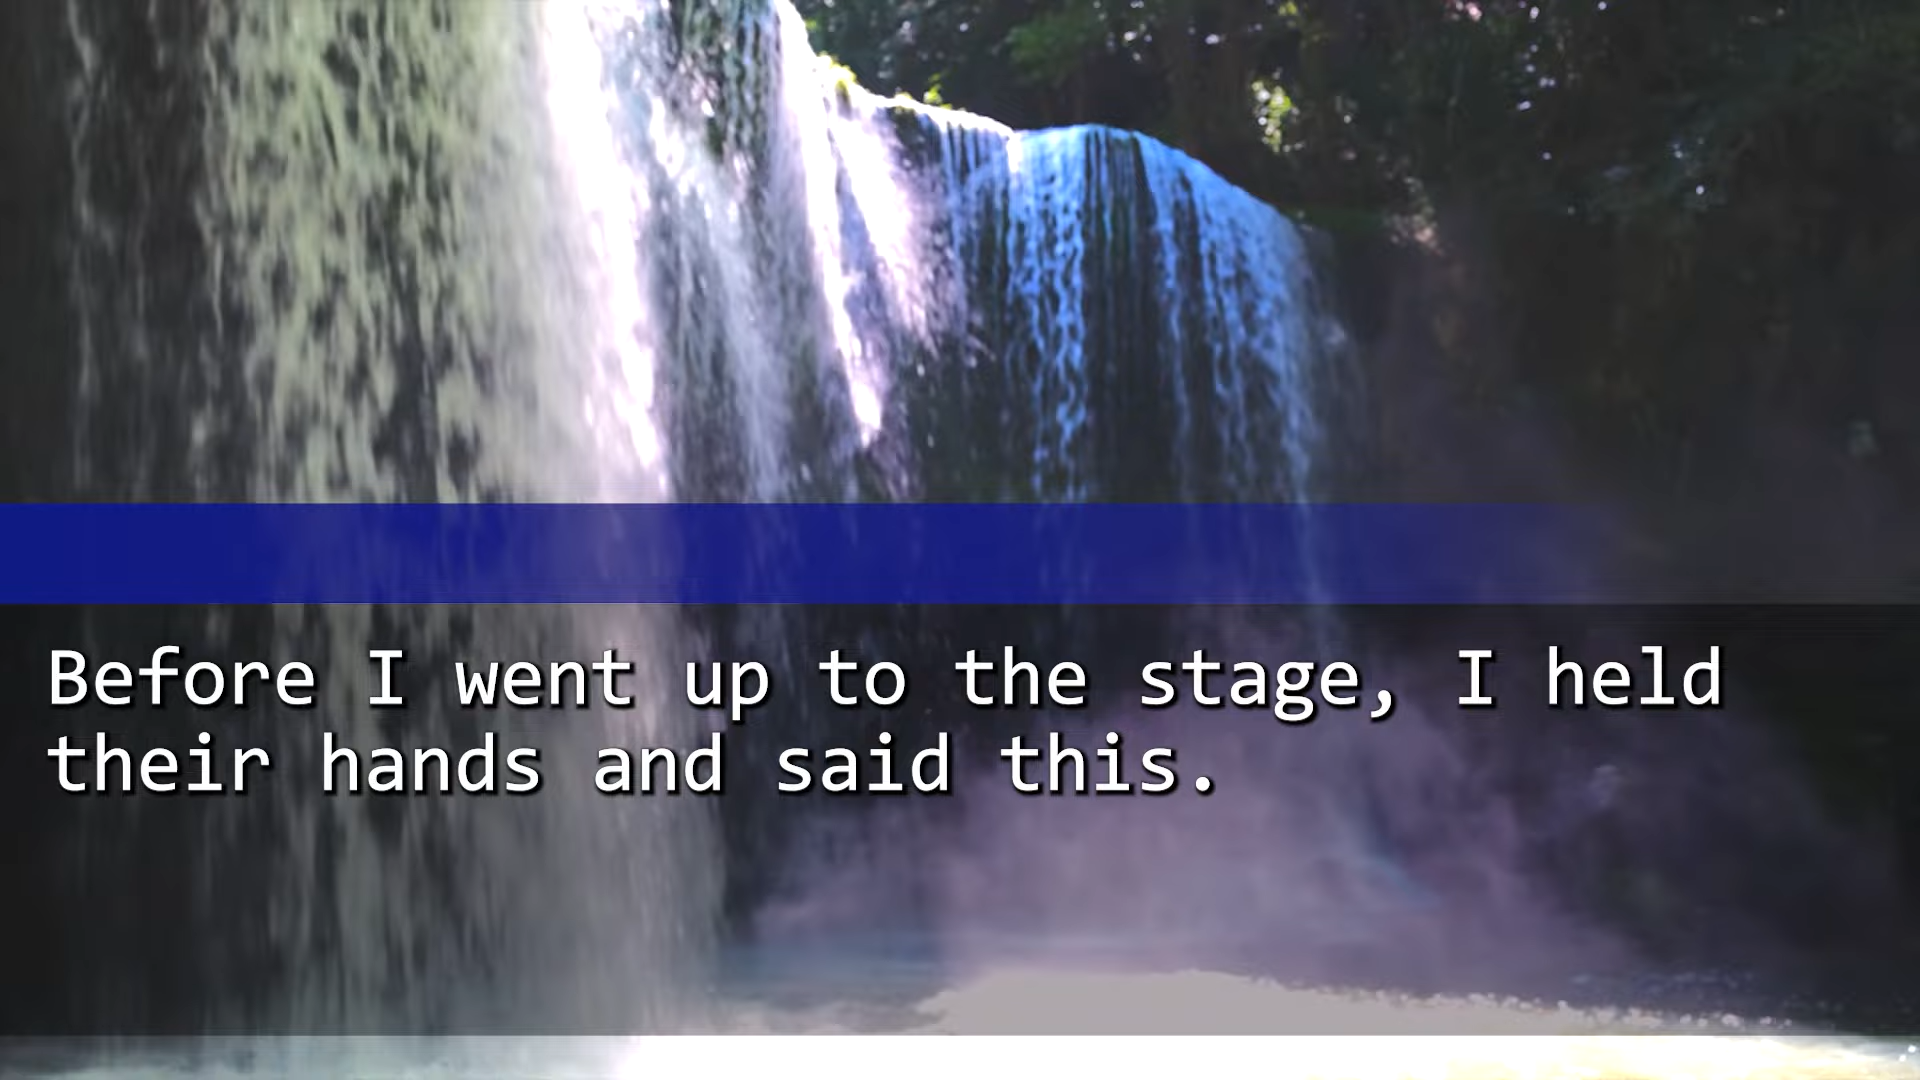 Before I went up to the stage, I held
their hands and said this.